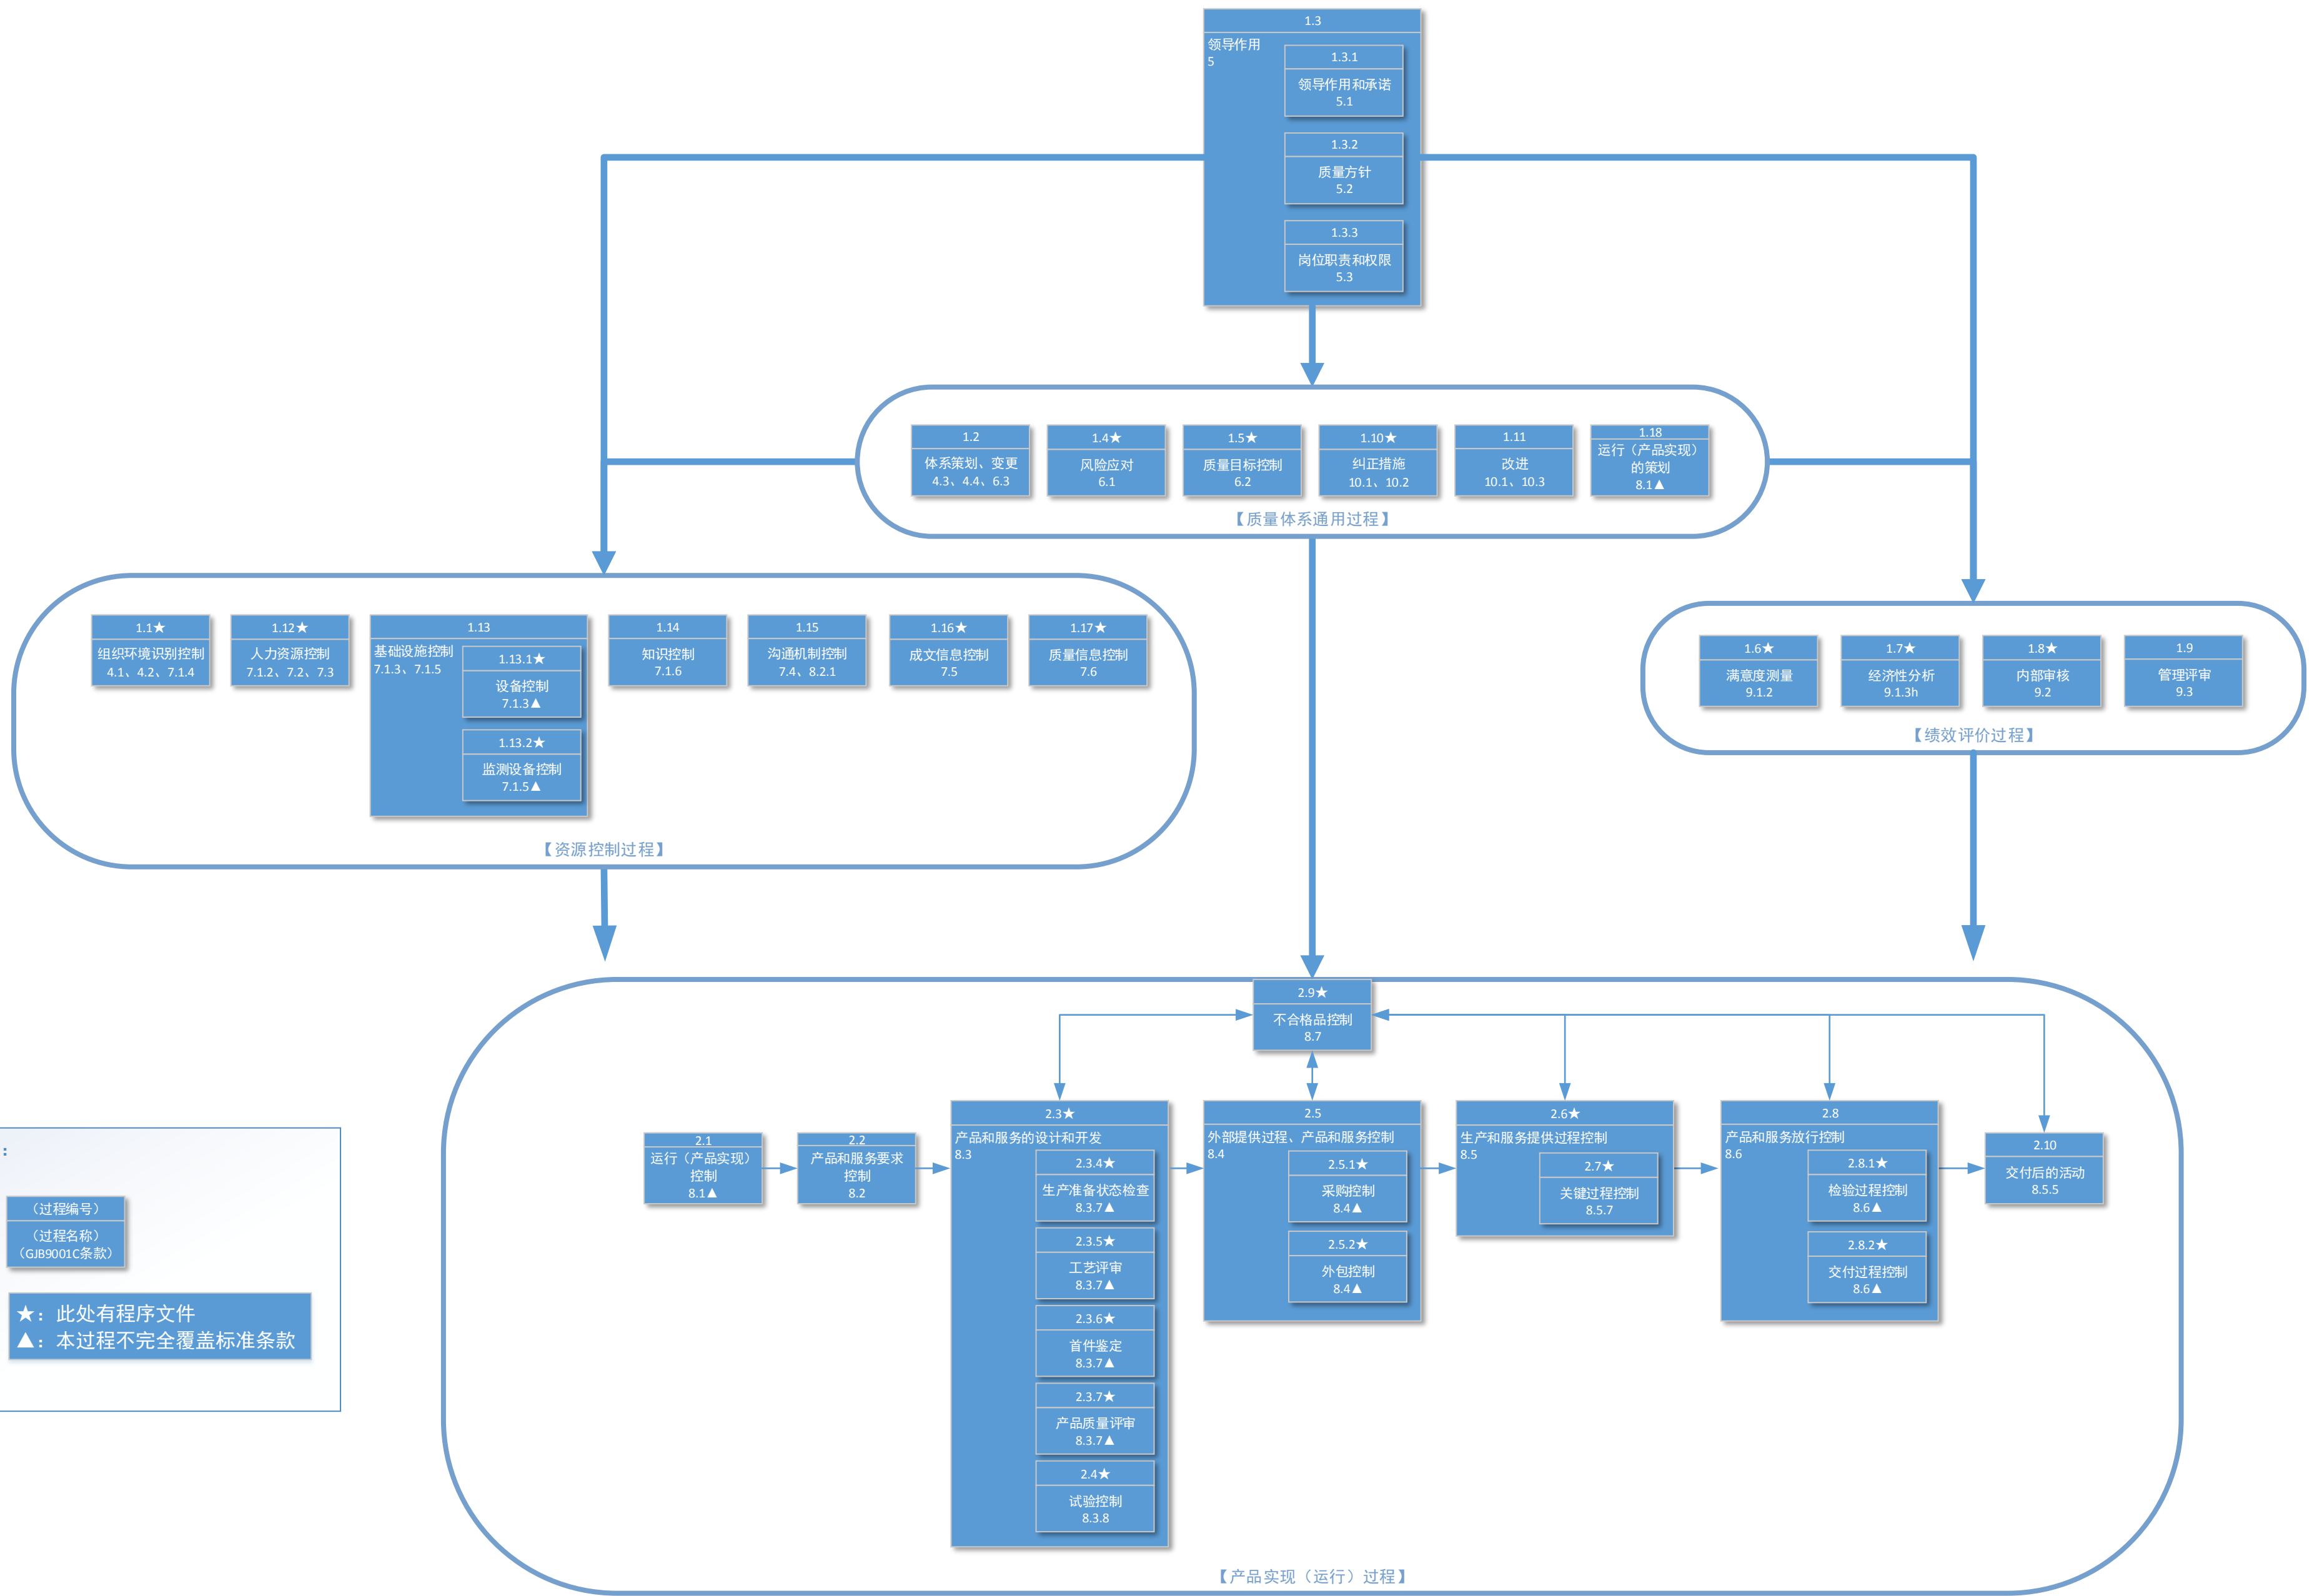 1.3
领导作用
5
1.3.1
领导作用和承诺
5.1
1.3.2
质量方针
5.2
1.3.3
岗位职责和权限
5.3
1.2
体系策划、变更
4.3、4.4、6.3
1.4★
风险应对
6.1
1.5★
质量目标控制
6.2
1.10★
纠正措施
10.1、10.2
1.11
改进
10.1、10.3
1.18
运行（产品实现）
的策划
8.1▲
【质量体系通用过程】
1.1★
组织环境识别控制
4.1、4.2、7.1.4
1.12★
人力资源控制
7.1.2、7.2、7.3
1.13
基础设施控制
7.1.3、7.1.5
1.13.1★
设备控制
7.1.3▲
1.13.2★
监测设备控制
7.1.5▲
1.14
知识控制
7.1.6
1.15
沟通机制控制
7.4、8.2.1
1.16★
成文信息控制
7.5
1.17★
质量信息控制
7.6
【资源控制过程】
1.6★
满意度测量
9.1.2
1.7★
经济性分析
9.1.3h
1.8★
内部审核
9.2
1.9
管理评审
9.3
【绩效评价过程】
2.9★
不合格品控制
8.7
2.1
运行（产品实现）
控制
8.1▲
2.2
产品和服务要求
控制
8.2
2.3★
产品和服务的设计和开发
8.3
2.3.4★
生产准备状态检查
8.3.7▲
2.3.5★
工艺评审
8.3.7▲
2.3.6★
首件鉴定
8.3.7▲
2.3.7★
产品质量评审
8.3.7▲
2.4★
试验控制
8.3.8
2.5
外部提供过程、产品和服务控制
8.4
2.5.1★
采购控制
8.4▲
2.5.2★
外包控制
8.4▲
2.6★
生产和服务提供过程控制
8.5
2.7★
关键过程控制
8.5.7
2.8
产品和服务放行控制
8.6
2.8.1★
检验过程控制
8.6▲
2.8.2★
交付过程控制
8.6▲
2.10
交付后的活动
8.5.5
【产品实现（运行）过程】
：
（过程编号）
（过程名称）
（GJB9001C条款）
★：此处有程序文件
▲：本过程不完全覆盖标准条款